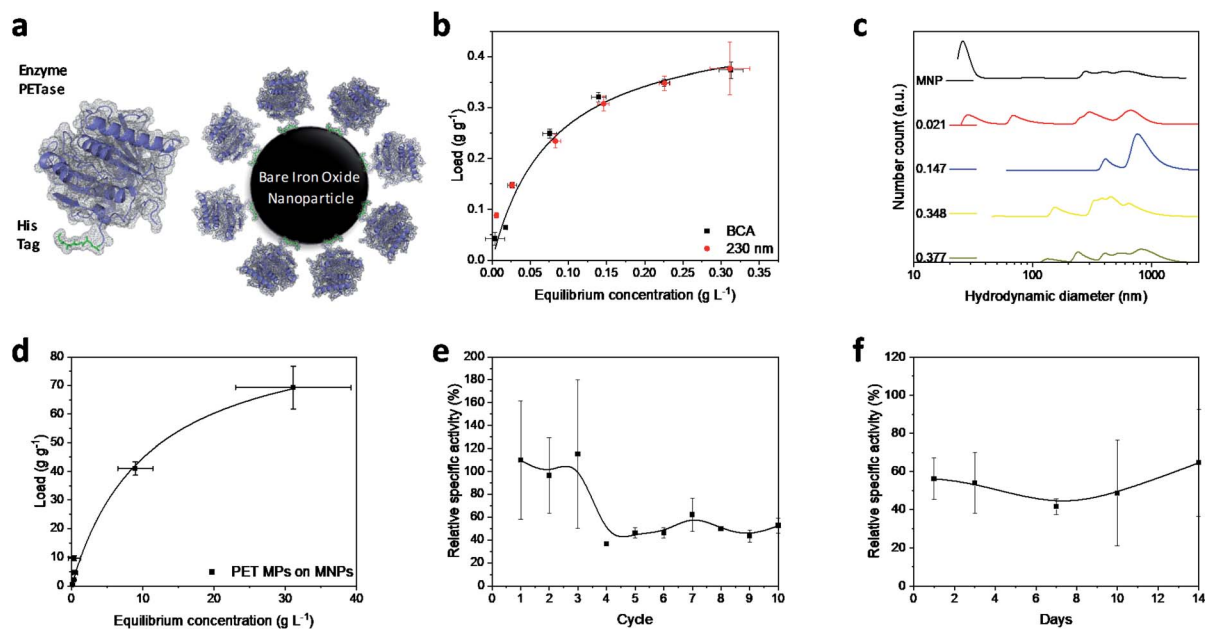 a
Enzyme
PETase
His
Tag
Bare Iron Oxide
Nanoparticle
b
Load (g g⁻¹)
0.4
0.3
0.2
0.1
0.0
0.00 0.05 0.10 0.15 0.20 0.25 0.30 0.35
Equilibrium concentration (g L⁻¹)
BCA
230 nm
c
Number count (a.u.)
MNP
0.021
0.147
0.348
0.377
10 100 1000
Hydrodynamic diameter (nm)
d
Load (g g⁻¹)
80
70
60
50
40
30
20
10
0
0 10 20 30 40
Equilibrium concentration (g L⁻¹)
PET MPs on MNPs
e
Relative specific activity (%)
200
180
160
140
120
100
80
60
40
20
0
1 2 3 4 5 6 7 8 9 10
Cycle
f
Relative specific activity (%)
120
100
80
60
40
20
0
0 2 4 6 8 10 12 14
Days